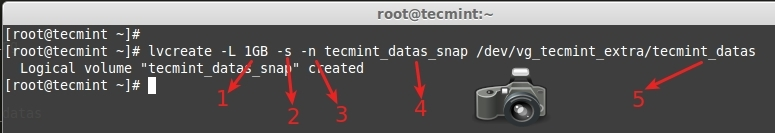 root@tecmint:~
[root@tecmint ~]#
[root@tecmint ~]# lvcreate -L 1GB -s -n tecmint_datas_snap /dev/vg_tecmint_extra/tecmint_datas
Logical volume "tecmint_datas_snap" created
[root@tecmint ~]#
1 2 3 4 5
datas